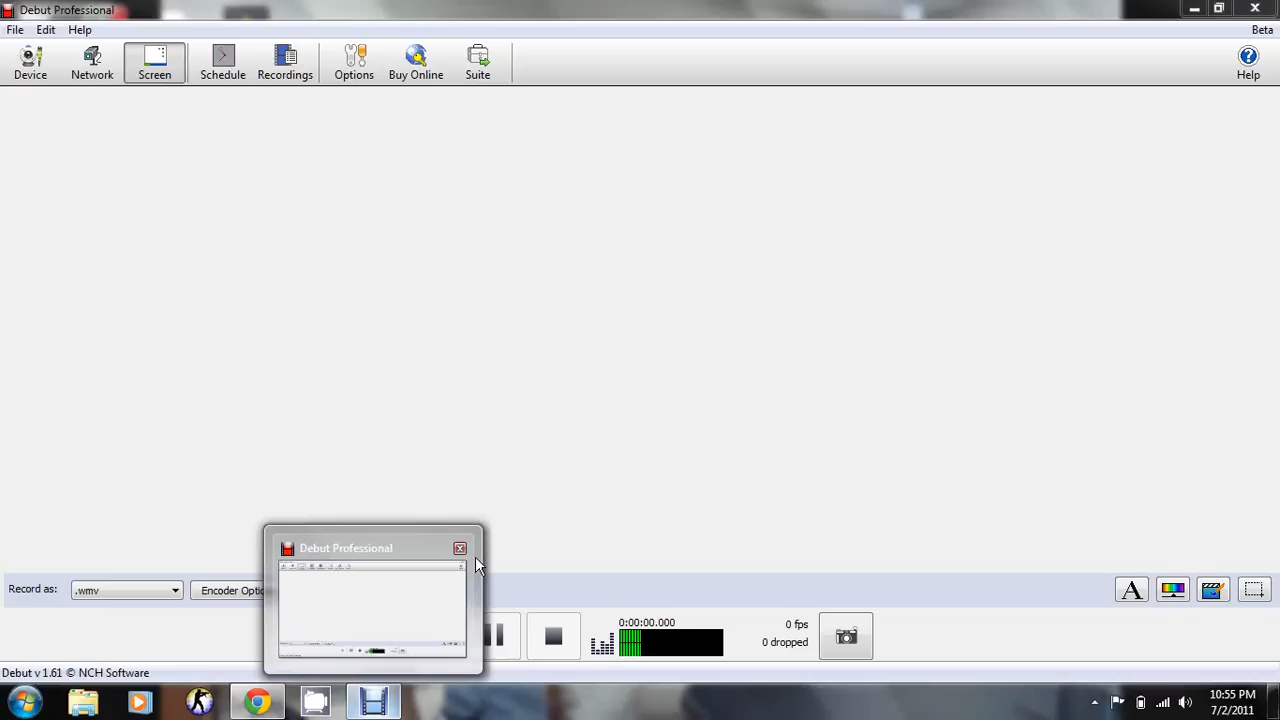 Debut Professional
File Edit Help Beta
Device Network Screen Schedule Recordings Options Buy Online Suite Help
Debut Professional
Record as: .wmv Encoder Optio
0:00:00.000 0 fps
0 dropped
A
Debut v 1.61 © NCH Software
10:55 PM
7/2/2011